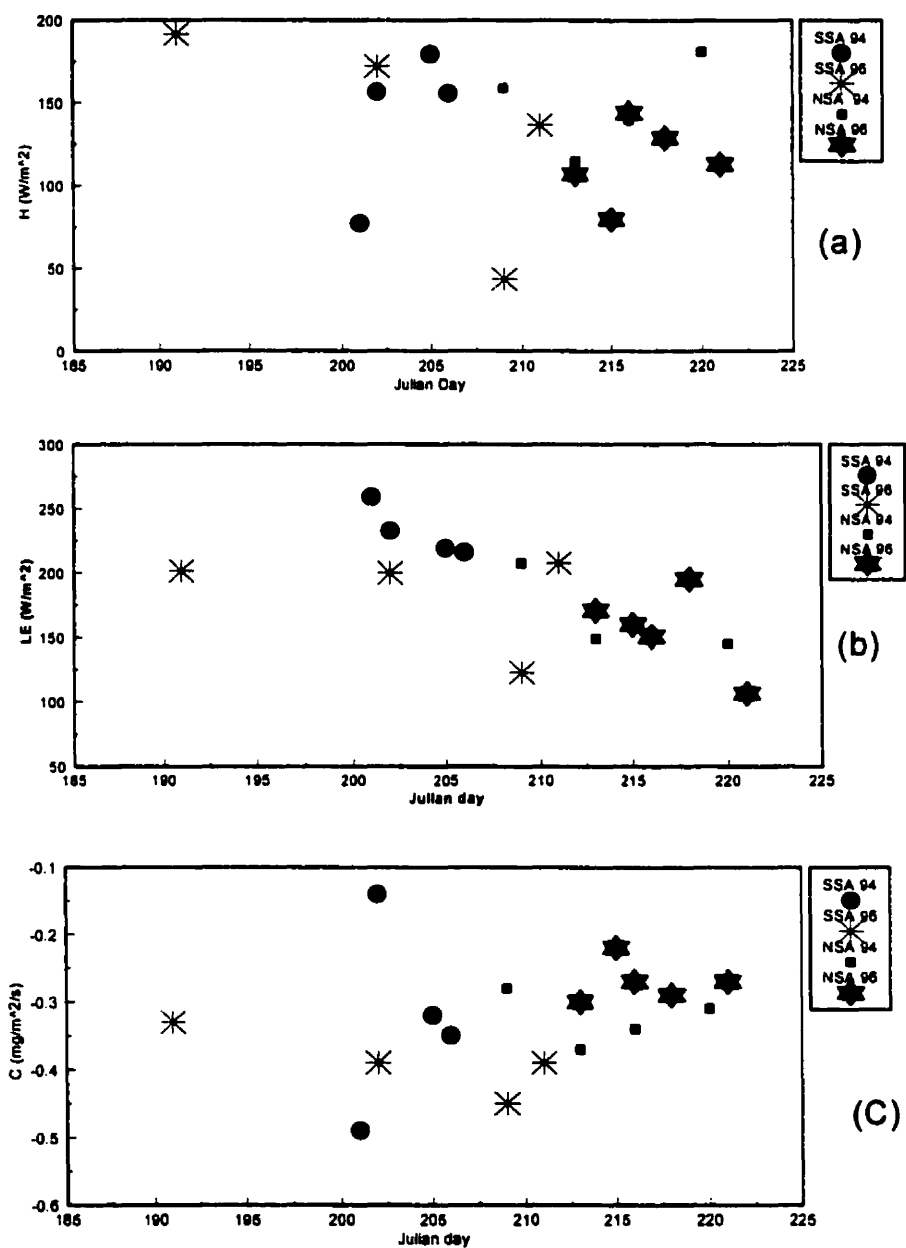 200
150
100
50
0
H (W/m^2)
185 190 195 200 205 210 215 220 225
Julian Day
SSA 94
SSA 96
NSA 94
NSA 96
(a)
300
250
200
150
100
50
LE (W/m^2)
185 190 195 200 205 210 215 220 225
Julian day
SSA 94
SSA 96
NSA 94
NSA 96
(b)
-0.1
-0.2
-0.3
-0.4
-0.5
-0.6
C (mg/m^2/s)
185 190 195 200 205 210 215 220 225
Julian day
SSA 94
SSA 96
NSA 94
NSA 96
(C)